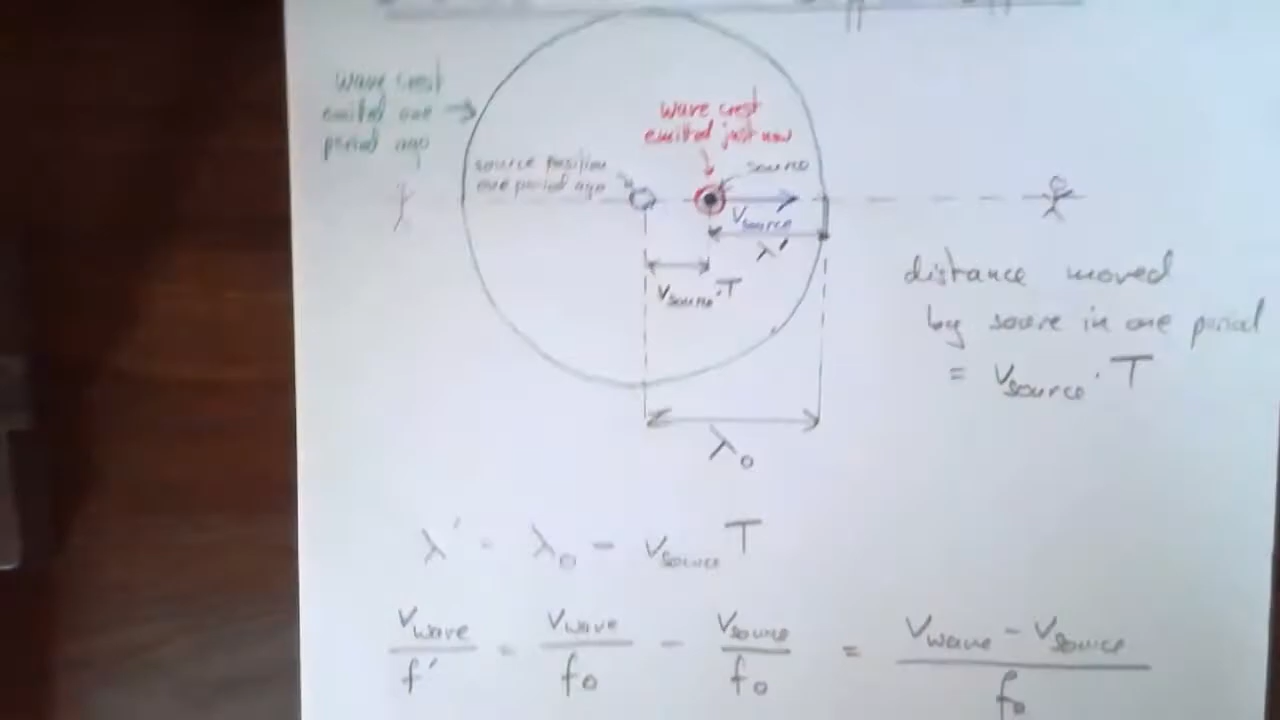 wave crest
emitted one
period ago
wave crest
emitted just now
source position
one period ago
source
Vsource
λ'
Vsource·T
λ₀
distance moved
by source in one period
= Vsource · T
λ' = λ₀ - Vsource T
Vwave/f' = Vwave/f₀ - Vsource/f₀ = (Vwave - Vsource)/f₀